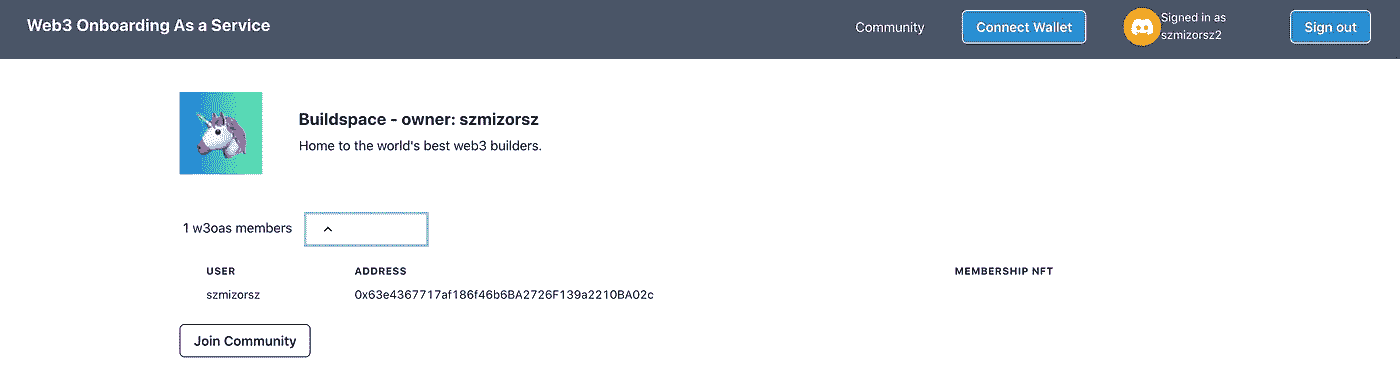 Web3 Onboarding As a Service
Community
Connect Wallet
Signed in as
szmizorsz2
Sign out
Buildspace - owner: szmizorsz
Home to the world's best web3 builders.
1 w3oas members
USER ADDRESS MEMBERSHIP NFT
szmizorsz 0x63e4367717af186f46b6BA2726F139a2210BA02c
Join Community